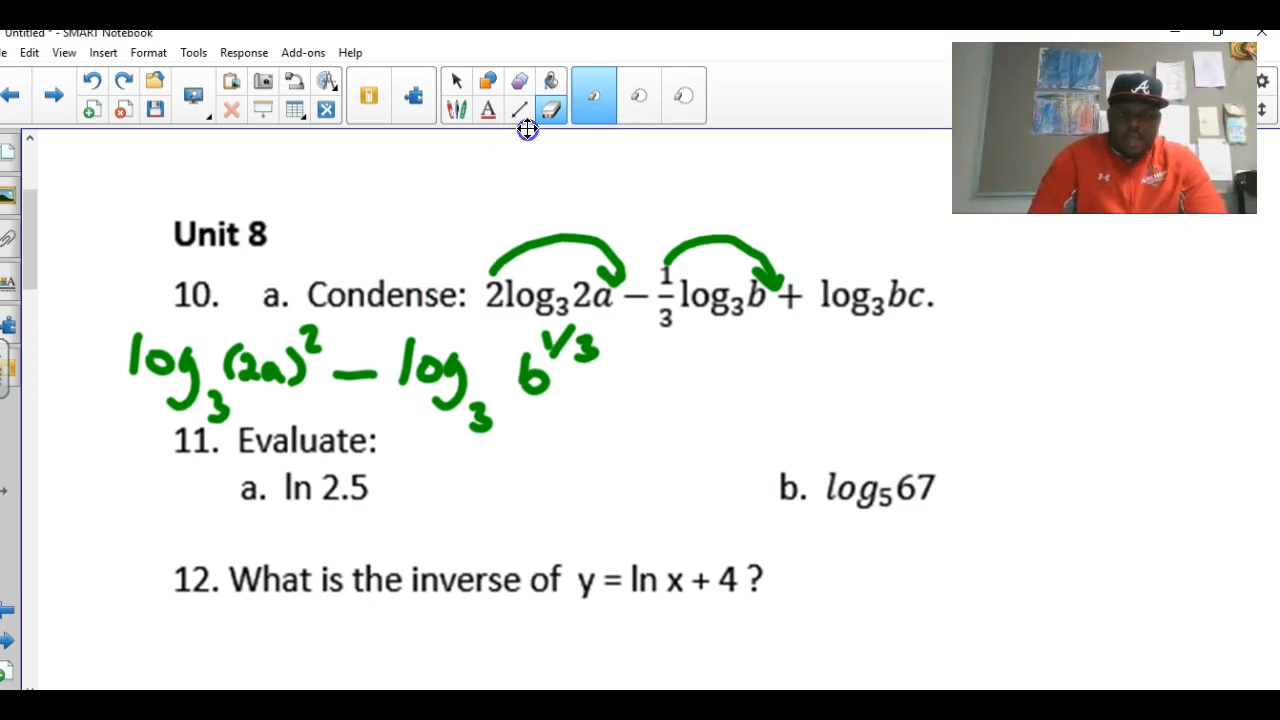 Untitled * - SMART Notebook
Edit View Insert Format Tools Response Add-ons Help
Unit 8
10. a. Condense: 2log₃2a − 1/3 log₃b + log₃bc.
log₃(2a)² − log₃ b^1/3
11. Evaluate:
a. ln 2.5 b. log₅67
12. What is the inverse of y = ln x + 4 ?